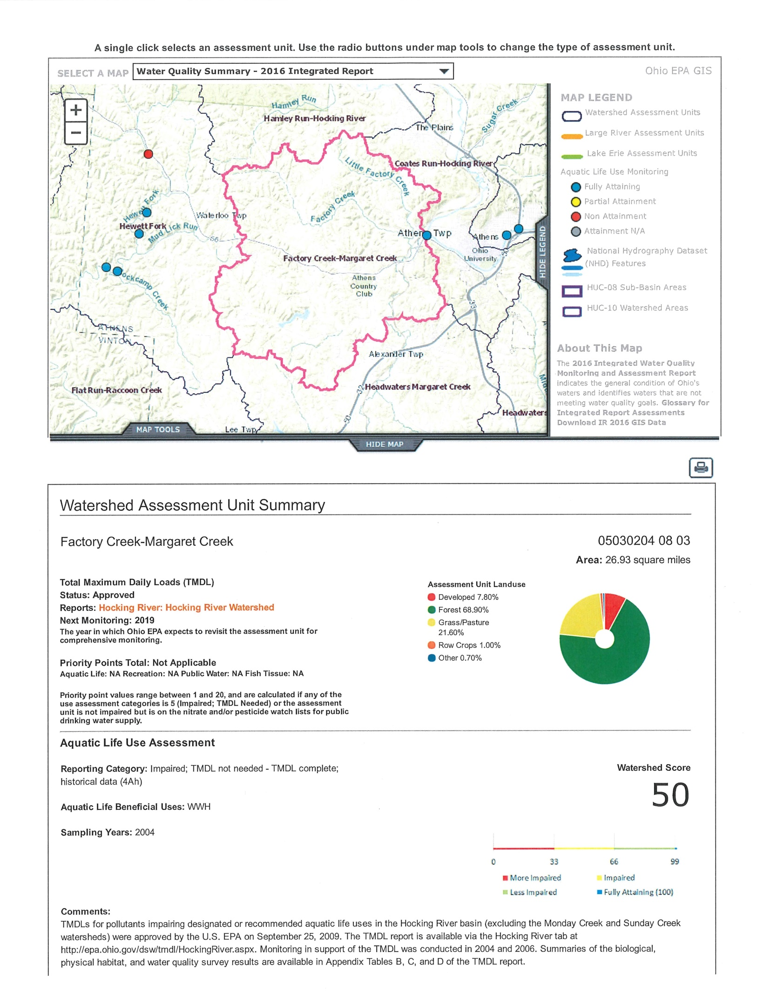 A single click selects an assessment unit. Use the radio buttons under map tools to change the type of assessment unit.
SELECT A MAP
Water Quality Summary - 2016 Integrated Report
Ohio EPA GIS
+
−
Hamley Run
Hamley Run-Hocking River
The Plains
Sugar Creek
Little Factory Creek
Coates Run-Hocking River
Factory Creek
Hewett Fork
Waterloo Twp
Hewett Fork
Mud Lick Run
56
Athens Twp
Athens
Ohio
University
50
Factory Creek-Margaret Creek
Athens
Country
Club
Rockcamp Creek
33
ATHENS
VINTON
Alexander Twp
32
Headwaters Margaret Creek
Flat Run-Raccoon Creek
Headwaters
50
Lee Twp
MAP TOOLS
HIDE MAP
HIDE LEGEND
MAP LEGEND
Watershed Assessment Units
Large River Assessment Units
Lake Erie Assessment Units
Aquatic Life Use Monitoring
Fully Attaining
Partial Attainment
Non Attainment
Attainment N/A
National Hydrography Dataset
(NHD) Features
HUC-08 Sub-Basin Areas
HUC-10 Watershed Areas
About This Map
The 2016 Integrated Water Quality
Monitoring and Assessment Report
indicates the general condition of Ohio's
waters and identifies waters that are not
meeting water quality goals. Glossary for
Integrated Report Assessments
Download IR 2016 GIS Data
Watershed Assessment Unit Summary
Factory Creek-Margaret Creek
05030204 08 03
Area: 26.93 square miles
Total Maximum Daily Loads (TMDL)
Status: Approved
Reports: Hocking River: Hocking River Watershed
Next Monitoring: 2019
The year in which Ohio EPA expects to revisit the assessment unit for
comprehensive monitoring.
Priority Points Total: Not Applicable
Aquatic Life: NA Recreation: NA Public Water: NA Fish Tissue: NA
Priority point values range between 1 and 20, and are calculated if any of the
use assessment categories is 5 (Impaired; TMDL Needed) or the assessment
unit is not impaired but is on the nitrate and/or pesticide watch lists for public
drinking water supply.
Assessment Unit Landuse
Developed 7.80%
Forest 68.90%
Grass/Pasture
21.60%
Row Crops 1.00%
Other 0.70%
Aquatic Life Use Assessment
Reporting Category: Impaired; TMDL not needed - TMDL complete;
historical data (4Ah)
Aquatic Life Beneficial Uses: WWH
Sampling Years: 2004
Watershed Score
50
0 33 66 99
More Impaired
Impaired
Less Impaired
Fully Attaining (100)
Comments:
TMDLs for pollutants impairing designated or recommended aquatic life uses in the Hocking River basin (excluding the Monday Creek and Sunday Creek
watersheds) were approved by the U.S. EPA on September 25, 2009. The TMDL report is available via the Hocking River tab at
http://epa.ohio.gov/dsw/tmdl/HockingRiver.aspx. Monitoring in support of the TMDL was conducted in 2004 and 2006. Summaries of the biological,
physical habitat, and water quality survey results are available in Appendix Tables B, C, and D of the TMDL report.